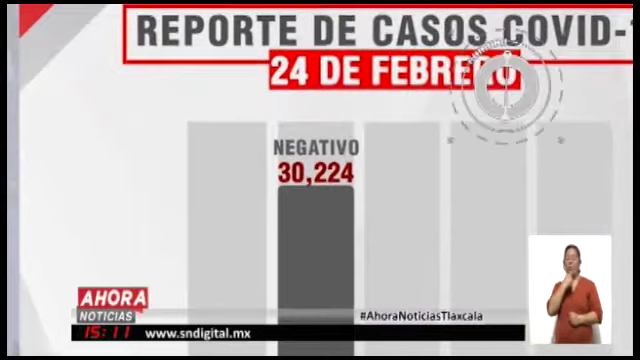 REPORTE DE CASOS COVID-
24 DE FEBRERO
NEGATIVO
30,224
AHORA
NOTICIAS
#AhoraNoticiasTlaxcala
15:11
www.sndigital.mx